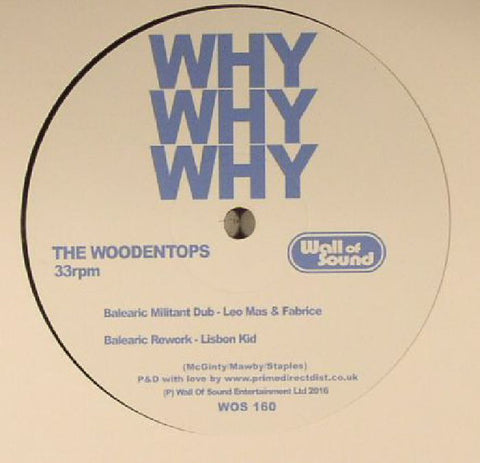 WHY
WHY
WHY
THE WOODENTOPS
33rpm
Wall of
Sound
Balearic Militant Dub - Leo Mas & Fabrice
Balearic Rework - Lisbon Kid
(McGinty/Mawby/Staples)
P&D with love by www.primedirectdist.co.uk
(P) Wall Of Sound Entertainment Ltd 2016
WOS 160